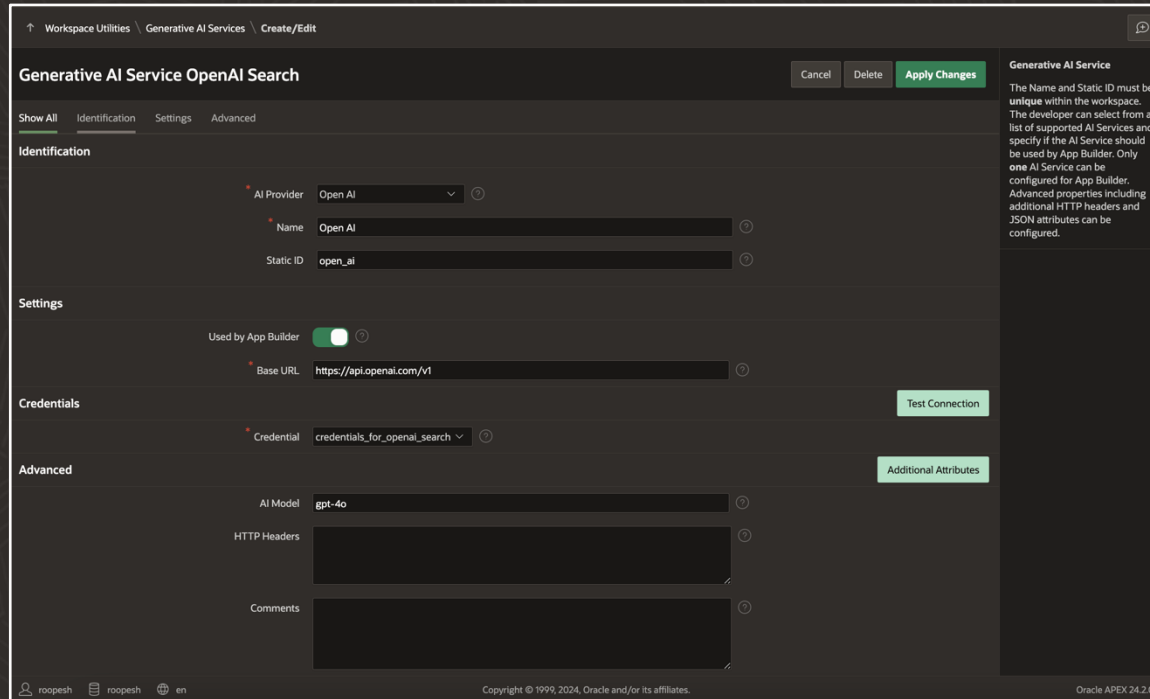 Workspace Utilities \ Generative AI Services \ Create/Edit
Generative AI Service OpenAI Search
Cancel Delete Apply Changes
Show All Identification Settings Advanced
Identification
* AI Provider Open AI ?
* Name Open AI ?
Static ID open_ai ?
Settings
Used by App Builder ?
* Base URL https://api.openai.com/v1 ?
Credentials
Test Connection
* Credential credentials_for_openai_search ?
Advanced
Additional Attributes
AI Model gpt-4o ?
HTTP Headers ?
Comments ?
Generative AI Service
The Name and Static ID must be
unique within the workspace.
The developer can select from a
list of supported AI Services and
specify if the AI Service should
be used by App Builder. Only
one AI Service can be
configured for App Builder.
Advanced properties including
additional HTTP headers and
JSON attributes can be
configured.
roopesh roopesh en
Copyright © 1999, 2024, Oracle and/or its affiliates.
Oracle APEX 24.2.0